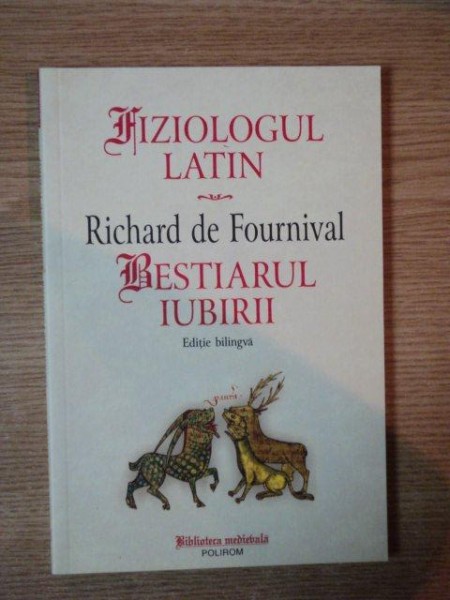 FIZIOLOGUL
LATIN
Richard de Fournival
BESTIARUL
IUBIRII
Ediție bilingvă
Biblioteca medievală
POLIROM